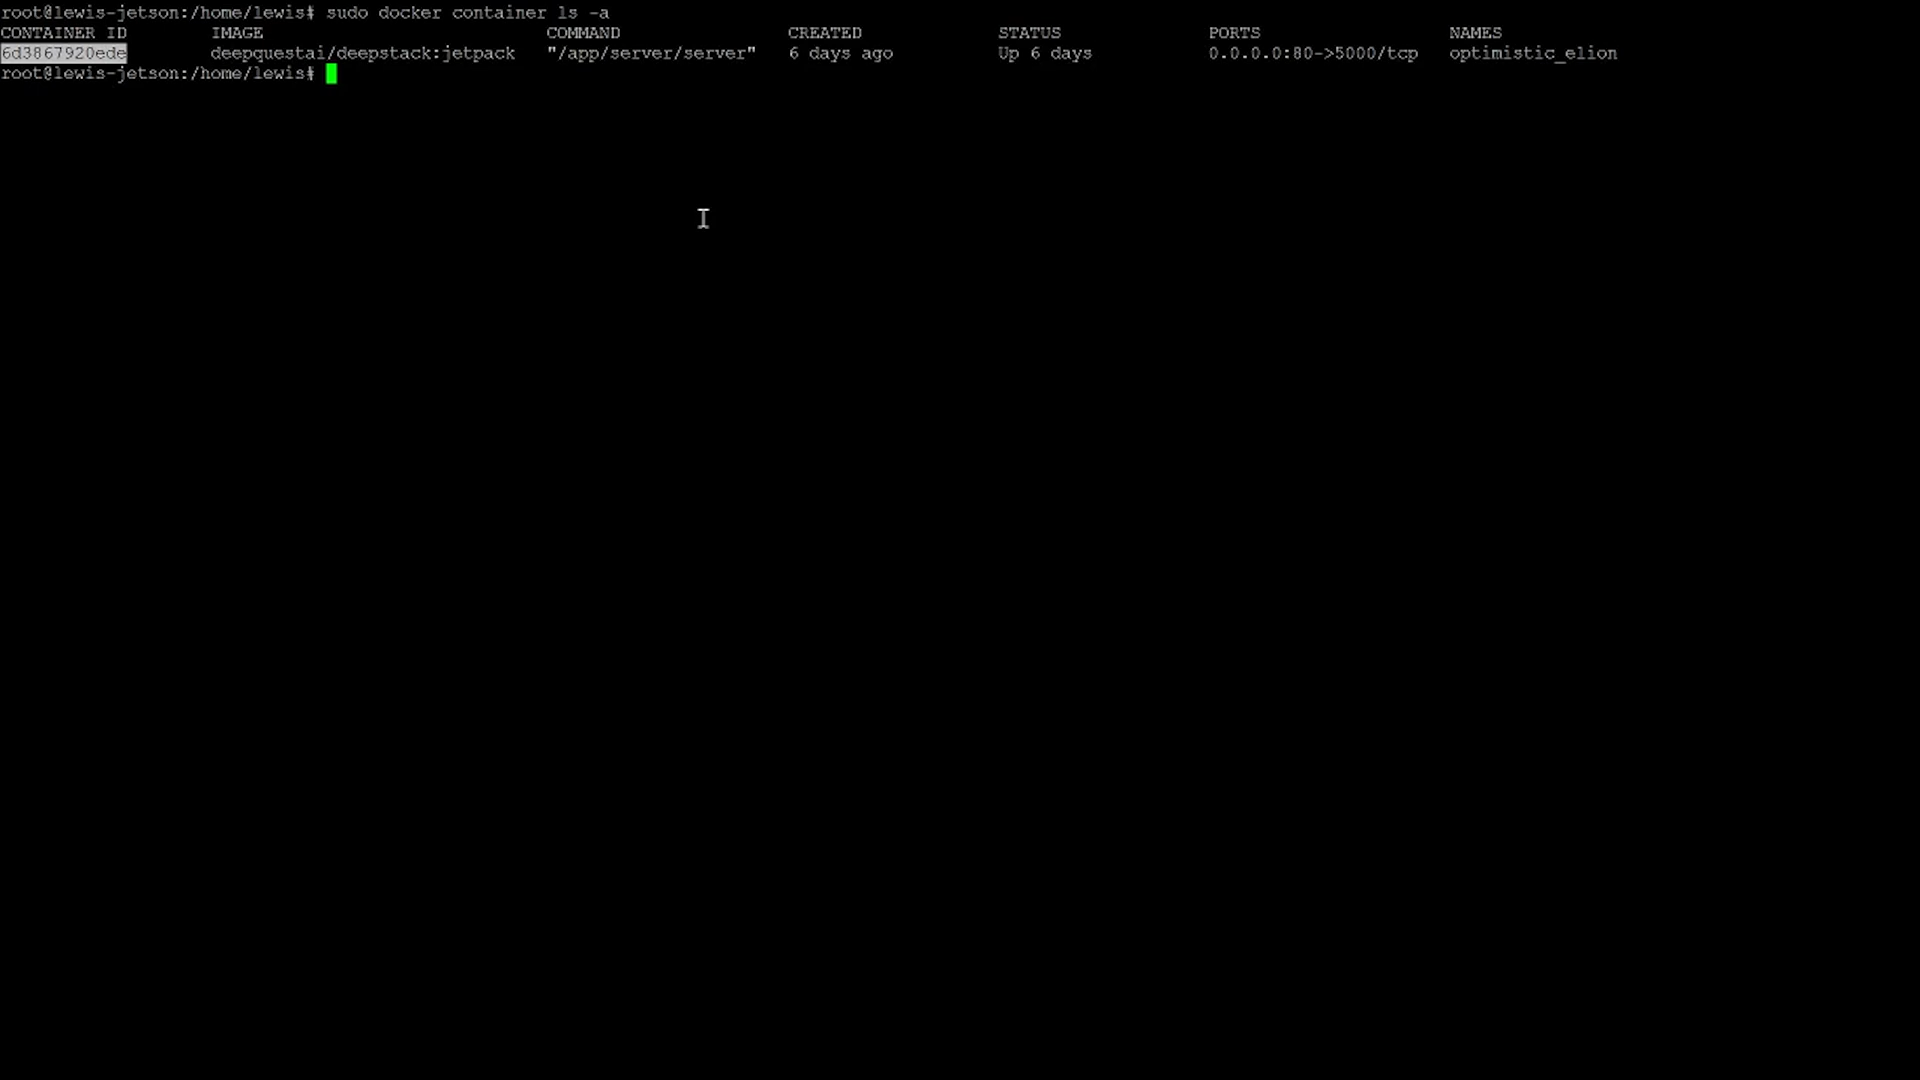 root@lewis-jetson:/home/lewis# sudo docker container ls -a
CONTAINER ID IMAGE COMMAND CREATED STATUS PORTS NAMES
6d3867920ede deepquestai/deepstack:jetpack "/app/server/server" 6 days ago Up 6 days 0.0.0.0:80->5000/tcp optimistic_elion
root@lewis-jetson:/home/lewis#